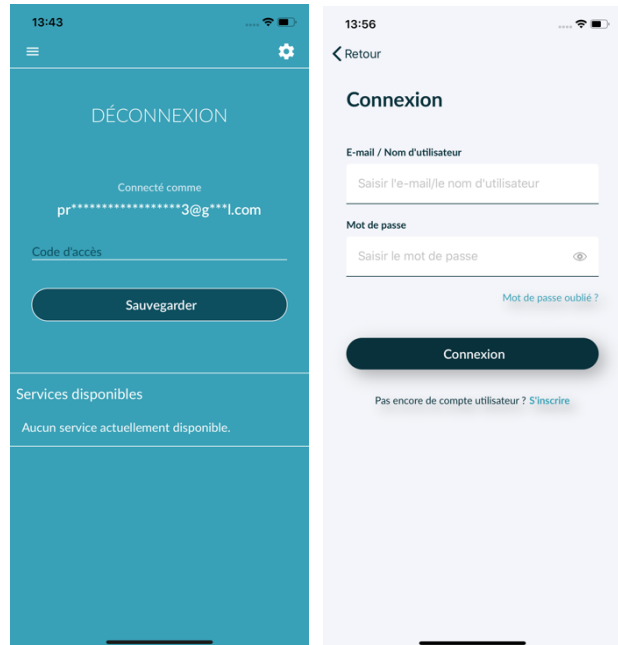 13:43
DÉCONNEXION
Connecté comme
pr******************3@g***l.com
Code d'accès
Sauvegarder
Services disponibles
Aucun service actuellement disponible.
13:56
Retour
Connexion
E-mail / Nom d'utilisateur
Saisir l'e-mail/le nom d'utilisateur
Mot de passe
Saisir le mot de passe
Mot de passe oublié ?
Connexion
Pas encore de compte utilisateur ? S'inscrire